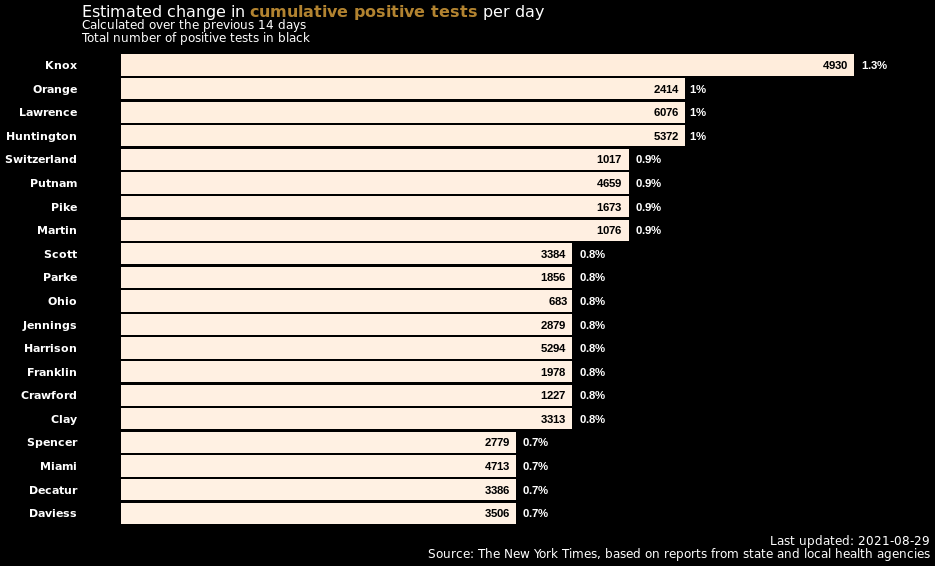 Estimated change in cumulative positive tests per day
Calculated over the previous 14 days
Total number of positive tests in black
Knox 4930 1.3%
Orange 2414 1%
Lawrence 6076 1%
Huntington 5372 1%
Switzerland 1017 0.9%
Putnam 4659 0.9%
Pike 1673 0.9%
Martin 1076 0.9%
Scott 3384 0.8%
Parke 1856 0.8%
Ohio 683 0.8%
Jennings 2879 0.8%
Harrison 5294 0.8%
Franklin 1978 0.8%
Crawford 1227 0.8%
Clay 3313 0.8%
Spencer 2779 0.7%
Miami 4713 0.7%
Decatur 3386 0.7%
Daviess 3506 0.7%
Last updated: 2021-08-29
Source: The New York Times, based on reports from state and local health agencies